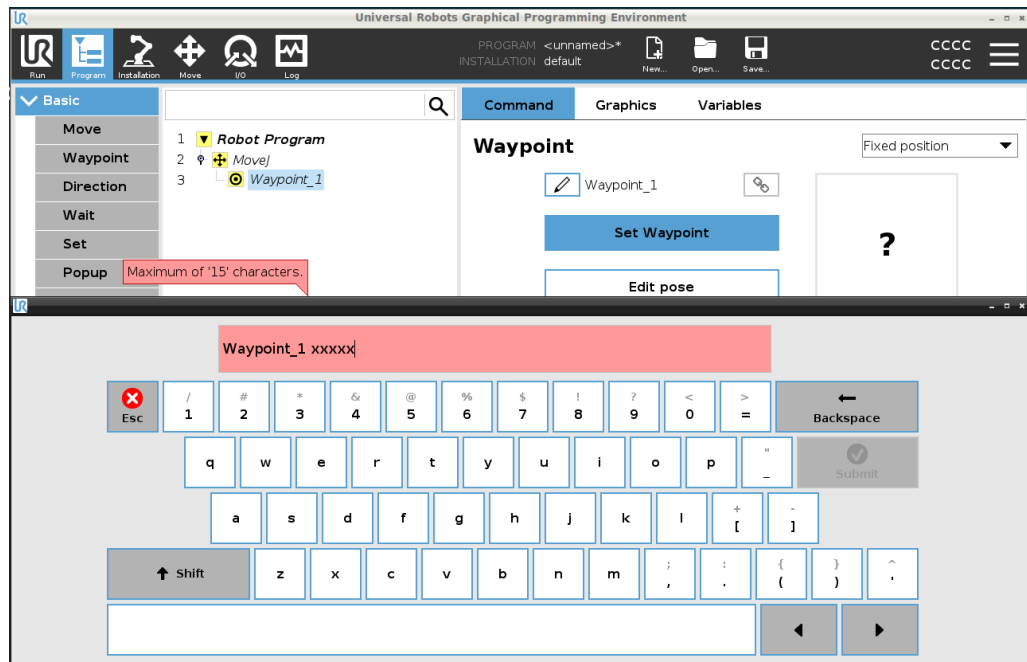 UR Universal Robots Graphical Programming Environment
PROGRAM <unnamed>*
INSTALLATION default
Run Program Installation Move I/O Log New... Open... Save...
CCCC
CCCC
Basic
Move
Waypoint
Direction
Wait
Set
Popup
1 Robot Program
2 MoveJ
3 Waypoint_1
Command Graphics Variables
Waypoint
Fixed position
Waypoint_1
Set Waypoint
?
Edit pose
Maximum of '15' characters.
UR
Waypoint_1 xxxxx
Esc / 1 # 2 * 3 & 4 @ 5 % 6 $ 7 ! 8 ? 9 < 0 > = Backspace
q w e r t y u i o p " _ Submit
a s d f g h j k l + [ - ]
Shift z x c v b n m ; , : . { ( } ) ^ '